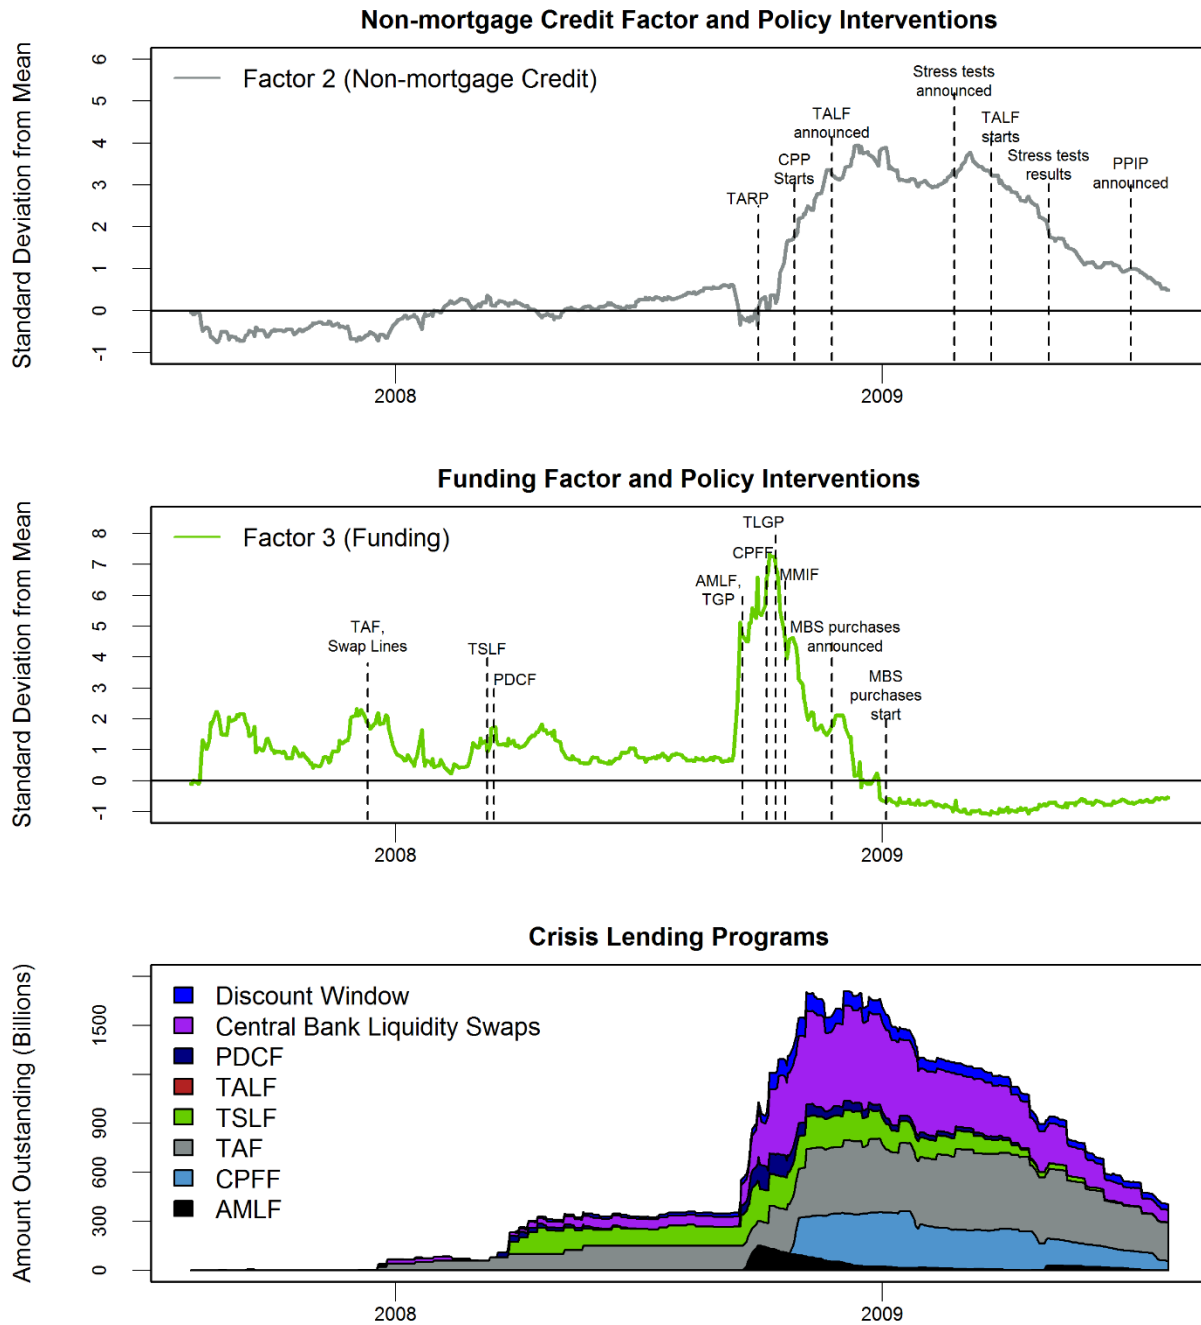 Non-mortgage Credit Factor and Policy Interventions
Standard Deviation from Mean
6
5
4
3
2
1
0
-1
Factor 2 (Non-mortgage Credit)
TARP
CPP
Starts
TALF
announced
Stress tests
announced
TALF
starts
Stress tests
results
PPIP
announced
2008
2009
Funding Factor and Policy Interventions
Standard Deviation from Mean
8
7
6
5
4
3
2
1
0
-1
Factor 3 (Funding)
TAF,
Swap Lines
TSLF
PDCF
AMLF,
TGP
CPFF
TLGP
MMIF
MBS purchases
announced
MBS
purchases
start
2008
2009
Crisis Lending Programs
Amount Outstanding (Billions)
1500
900
600
300
0
Discount Window
Central Bank Liquidity Swaps
PDCF
TALF
TSLF
TAF
CPFF
AMLF
2008
2009